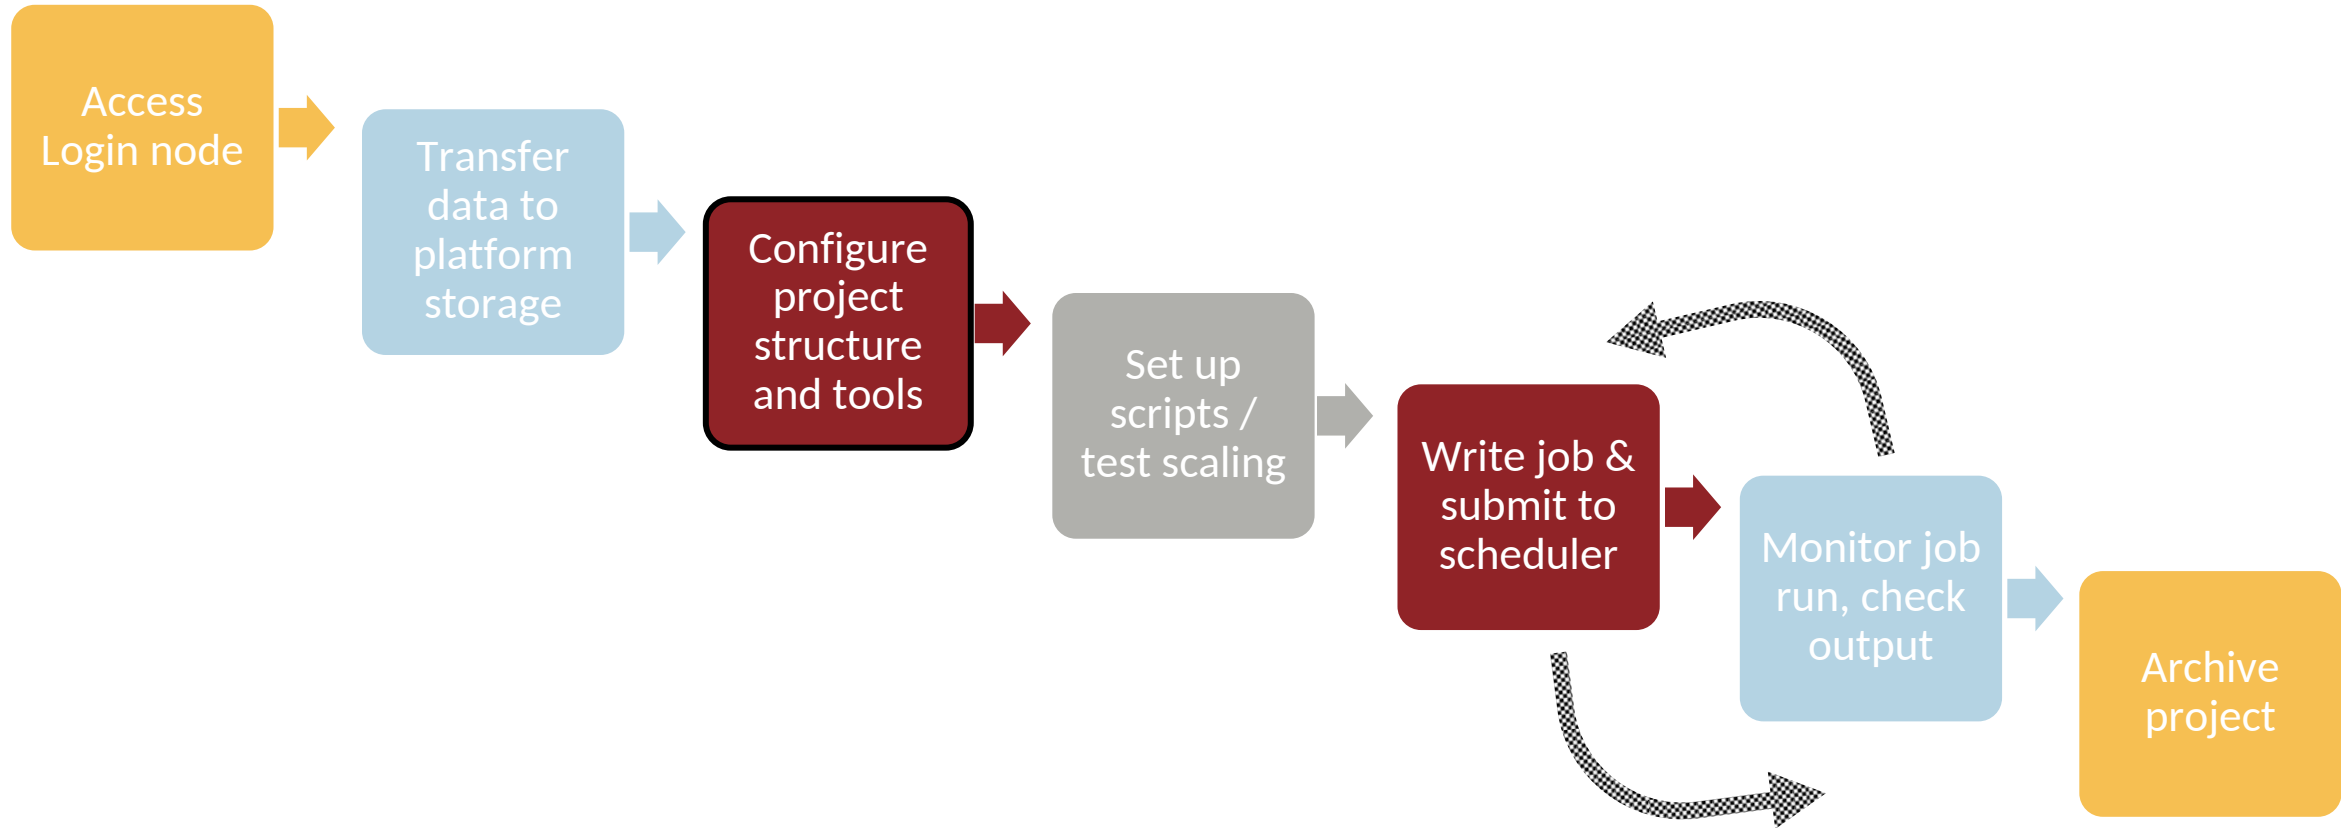 Access
Login node
Transfer
data to
platform
storage
Configure
project
structure
and tools
Set up
scripts /
test scaling
Write job &
submit to
scheduler
Monitor job
run, check
output
Archive
project